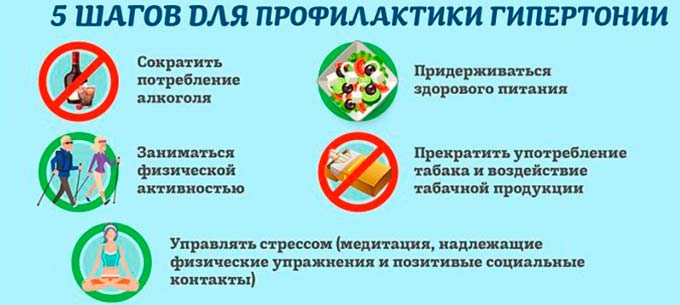 5 ШАГОВ ДЛЯ ПРОФИЛАКТИКИ ГИПЕРТОНИИ
Сократить
потребление
алкоголя
Придерживаться
здорового питания
Заниматься
физической
активностью
Прекратить употребление
табака и воздействие
табачной продукции
Управлять стрессом (медитация, надлежащие
физические упражнения и позитивые социальные
контакты)